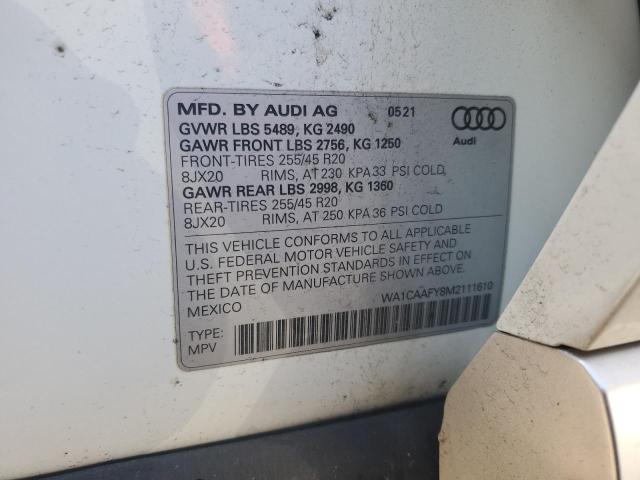 MFD. BY AUDI AG 0521
GVWR LBS 5489, KG 2490
GAWR FRONT LBS 2756, KG 1250
FRONT-TIRES 255/45 R20
8JX20 RIMS, AT 230 KPA 33 PSI COLD,
GAWR REAR LBS 2998, KG 1360
REAR-TIRES 255/45 R20
8JX20 RIMS, AT 250 KPA 36 PSI COLD
Audi
THIS VEHICLE CONFORMS TO ALL APPLICABLE
U.S. FEDERAL MOTOR VEHICLE SAFETY AND
THEFT PREVENTION STANDARDS IN EFFECT ON
THE DATE OF MANUFACTURE SHOWN ABOVE.
MEXICO WA1CAAFY8M2111610
TYPE:
MPV